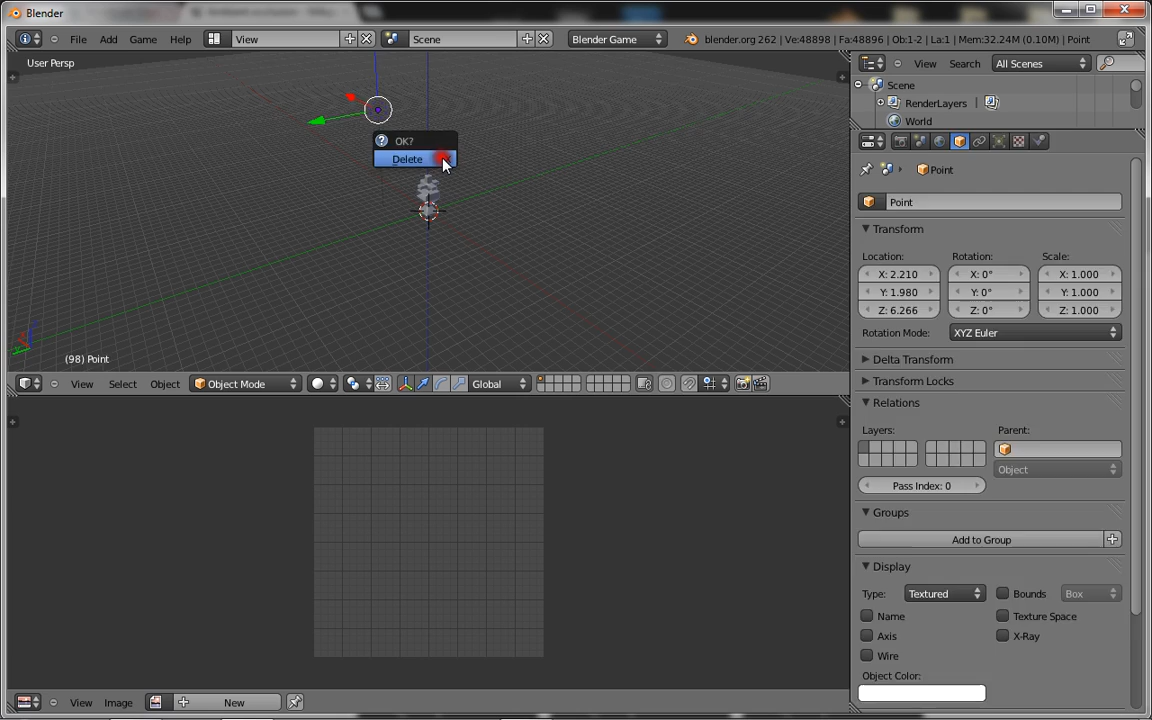 Blender
File Add Game Help View Scene Blender Game blender.org 262 | Ve:48898 | Fa:48896 | Ob:1-2 | La:1 | Mem:32.24M (0.10M) | Point
User Persp
View Search All Scenes
Scene
RenderLayers
World
OK?
Delete
Point
Point
Transform
Location: Rotation: Scale:
X: 2.210 X: 0° X: 1.000
Y: 1.980 Y: 0° Y: 1.000
Z: 6.266 Z: 0° Z: 1.000
Rotation Mode: XYZ Euler
(98) Point
Delta Transform
View Select Object Object Mode Global
Transform Locks
Relations
Layers: Parent:
Object
Pass Index: 0
Groups
Add to Group
Display
Type: Textured Bounds Box
Name Texture Space
Axis X-Ray
Wire
Object Color:
View Image New